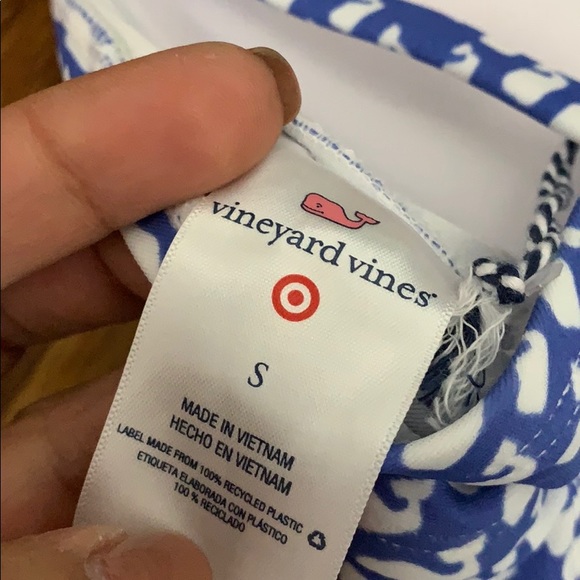 vineyard vines
S
MADE IN VIETNAM
HECHO EN VIETNAM
LABEL MADE FROM 100% RECYCLED PLASTIC
ETIQUETA ELABORADA CON PLÁSTICO
100 % RECICLADO